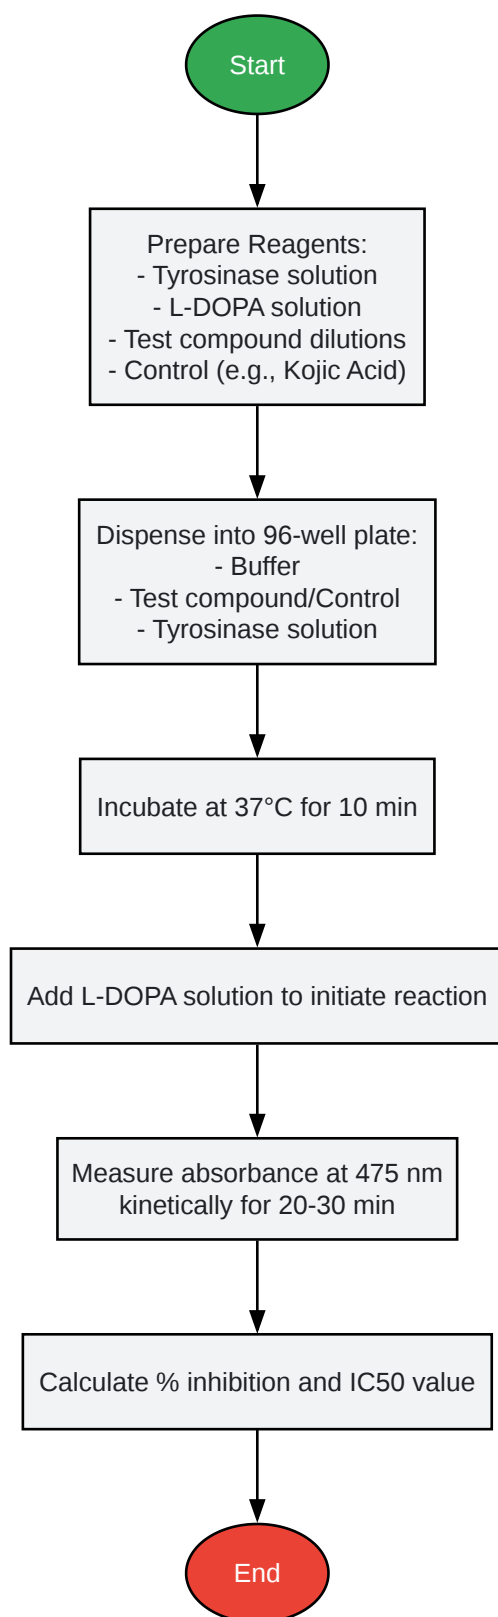 Start
Prepare Reagents:
- Tyrosinase solution
- L-DOPA solution
- Test compound dilutions
- Control (e.g., Kojic Acid)
Dispense into 96-well plate:
- Buffer
- Test compound/Control
- Tyrosinase solution
Incubate at 37°C for 10 min
Add L-DOPA solution to initiate reaction
Measure absorbance at 475 nm
kinetically for 20-30 min
Calculate % inhibition and IC50 value
End